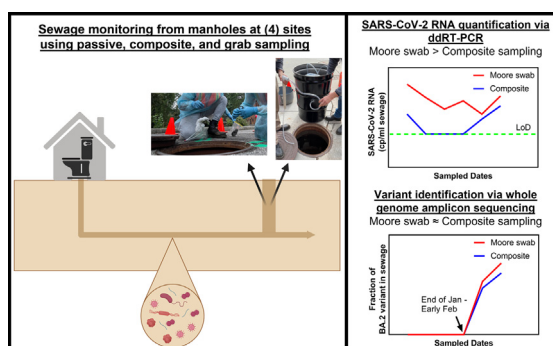 Sewage monitoring from manholes at (4) sites
using passive, composite, and grab sampling
SARS-CoV-2 RNA quantification via
ddRT-PCR
Moore swab > Composite sampling
Moore swab
Composite
SARS-CoV-2 RNA
(cp/ml sewage)
LoD
Sampled Dates
Variant identification via whole
genome amplicon sequencing
Moore swab ≈ Composite sampling
Moore swab
Composite
Fraction of
BA.2 variant in sewage
End of Jan -
Early Feb
Sampled Dates